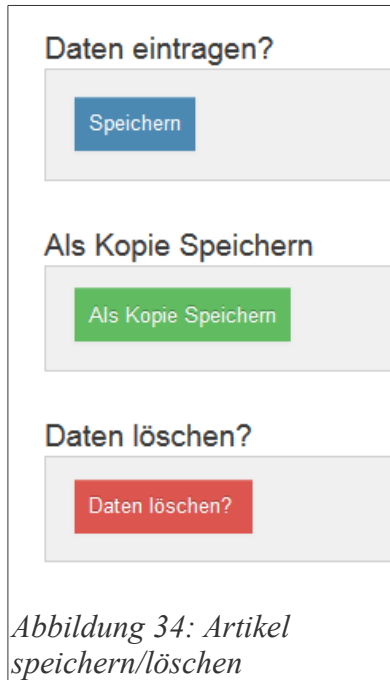 Daten eintragen?
Speichern
Als Kopie Speichern
Als Kopie Speichern
Daten löschen?
Daten löschen?
Abbildung 34: Artikel
speichern/löschen